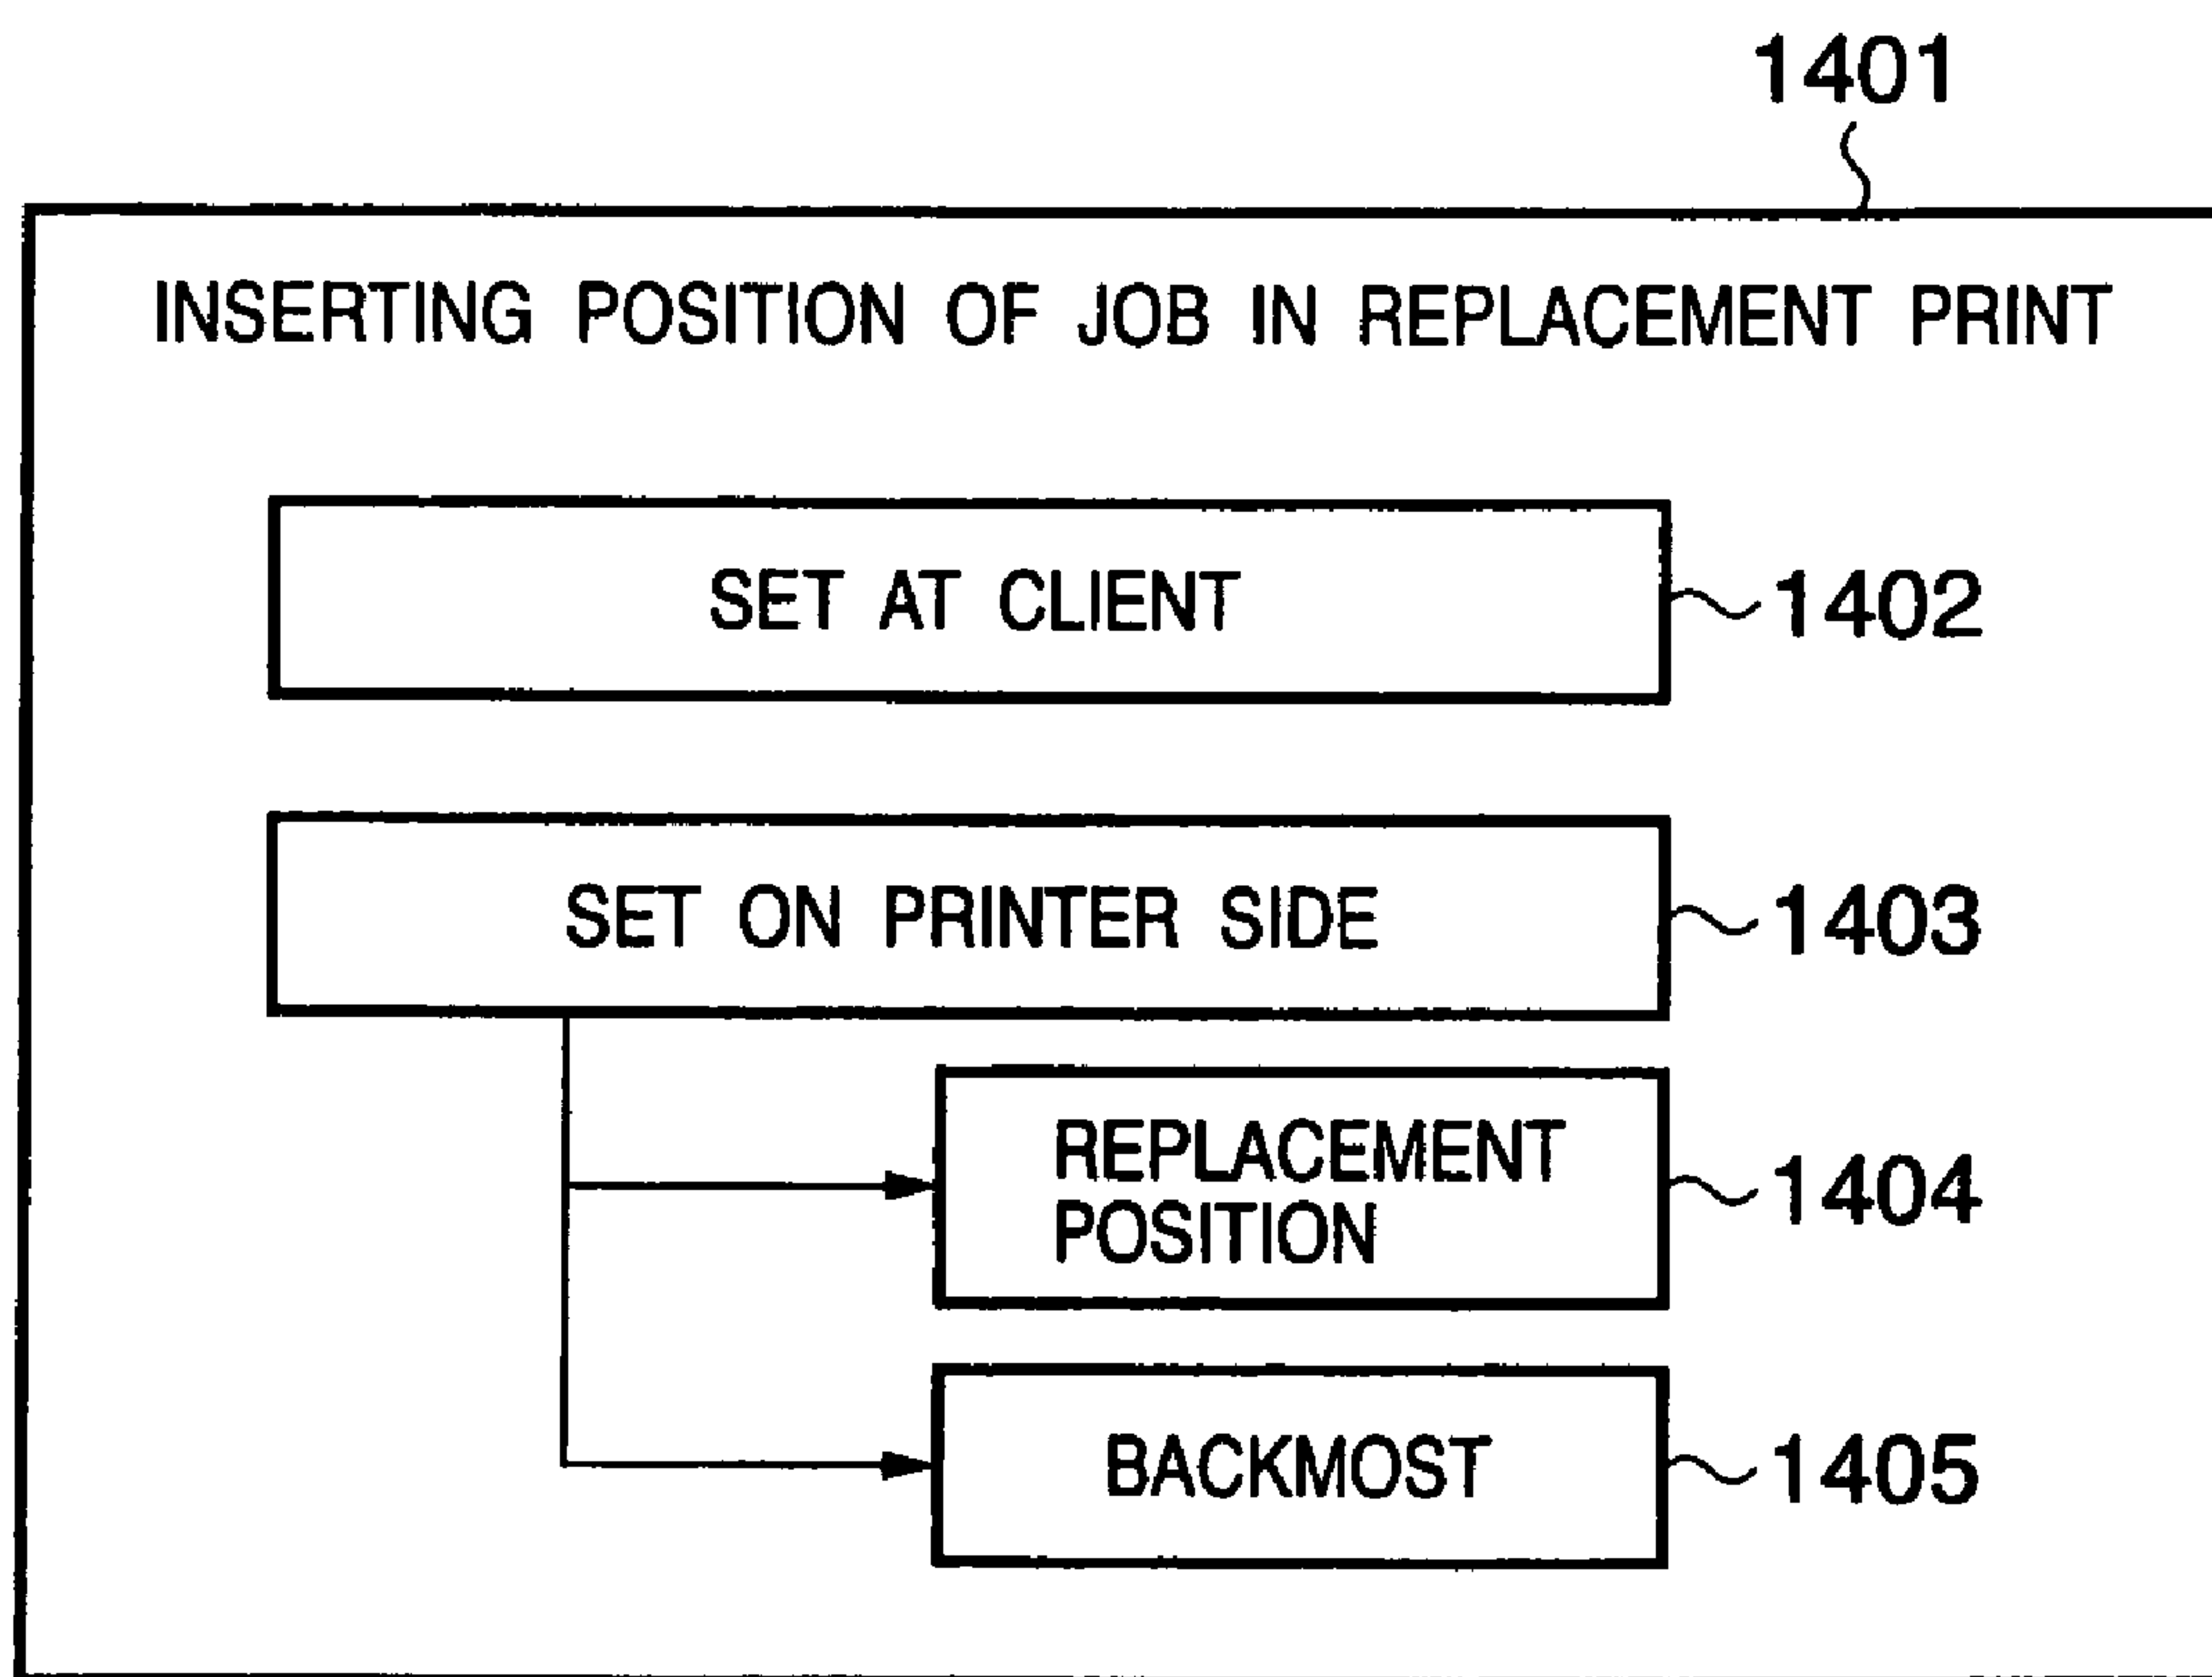 1401
INSERTING POSITION OF JOB IN REPLACEMENT PRINT
SET AT CLIENT
1402
SET ON PRINTER SIDE
1403
REPLACEMENT
POSITION
1404
BACKMOST
1405